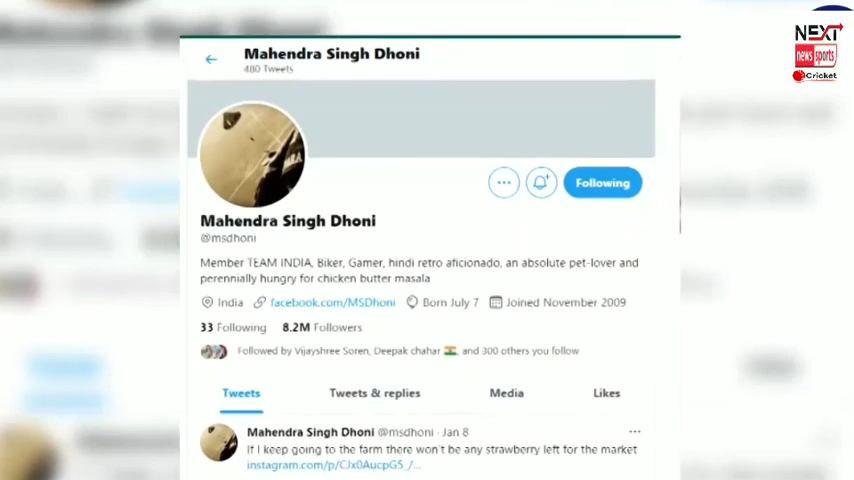 NEXT
news sports
Cricket
Mahendra Singh Dhoni
480 Tweets
Following
Mahendra Singh Dhoni
@msdhoni
Member TEAM INDIA, Biker, Gamer, hindi retro aficionado, an absolute pet-lover and
perennially hungry for chicken butter masala
India facebook.com/MSDhoni Born July 7 Joined November 2009
33 Following 8.2M Followers
Followed by Vijayshree Soren, Deepak chahar 🇮🇳, and 300 others you follow
Tweets Tweets & replies Media Likes
Mahendra Singh Dhoni @msdhoni · Jan 8
If I keep going to the farm there won't be any strawberry left for the market
instagram.com/p/CJx0AucpG5_/...